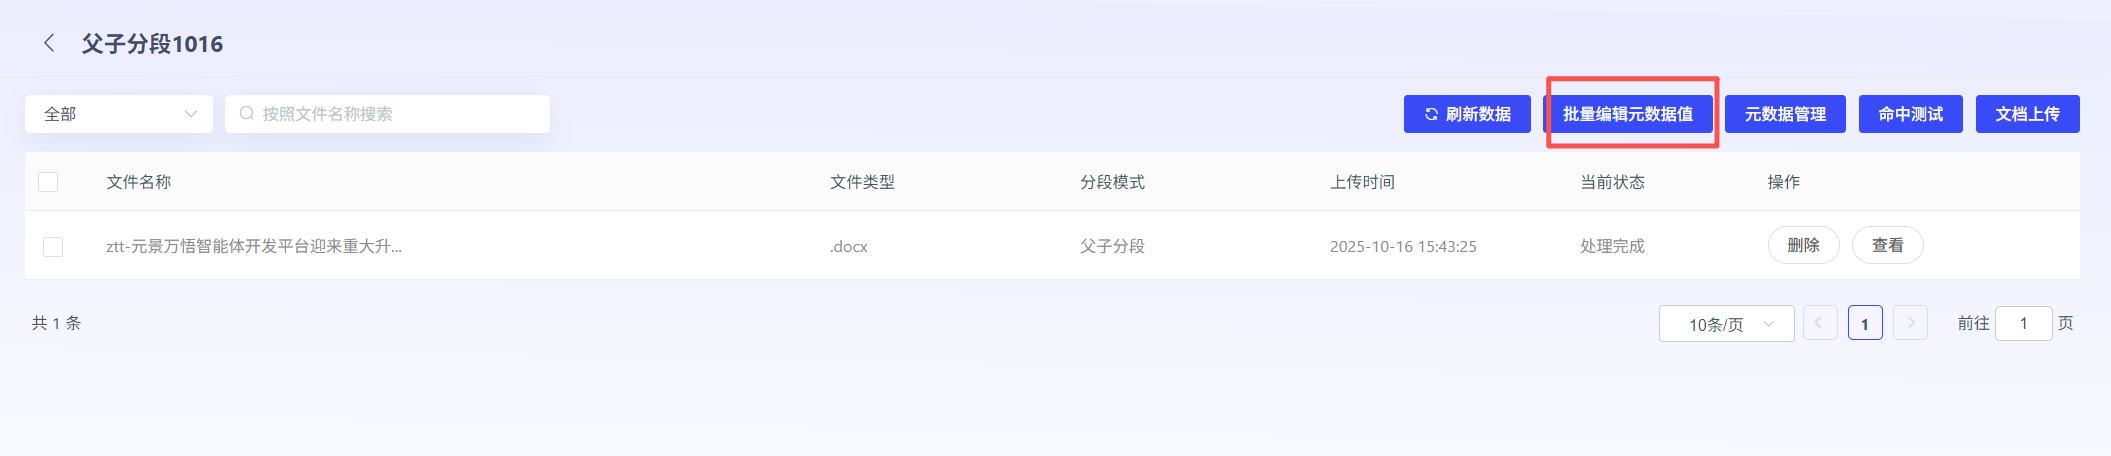 父子分段1016
全部 按照文件名称搜索 刷新数据 批量编辑元数据值 元数据管理 命中测试 文档上传
文件名称 文件类型 分段模式 上传时间 当前状态 操作
ztt-元景万悟智能体开发平台迎来重大升... .docx 父子分段 2025-10-16 15:43:25 处理完成 删除 查看
共 1 条 10条/页 1 前往 1 页